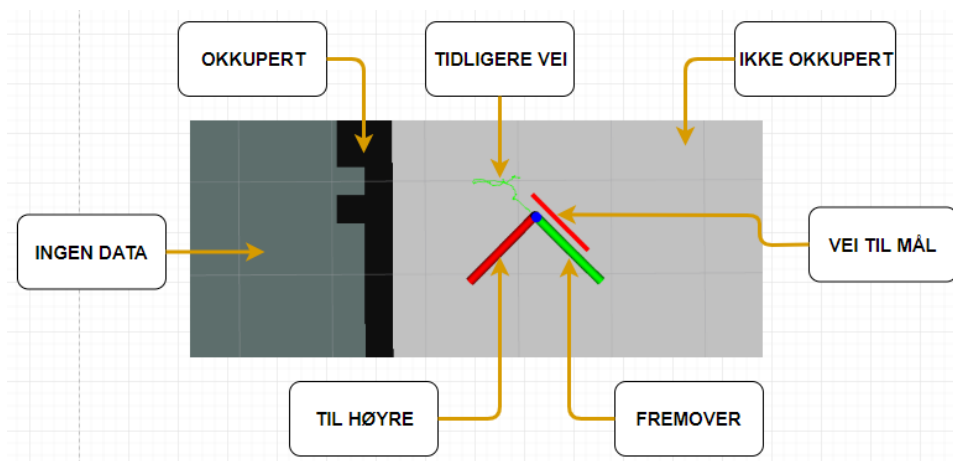 OKKUPERT
TIDLIGERE VEI
IKKE OKKUPERT
INGEN DATA
VEI TIL MÅL
TIL HØYRE
FREMOVER